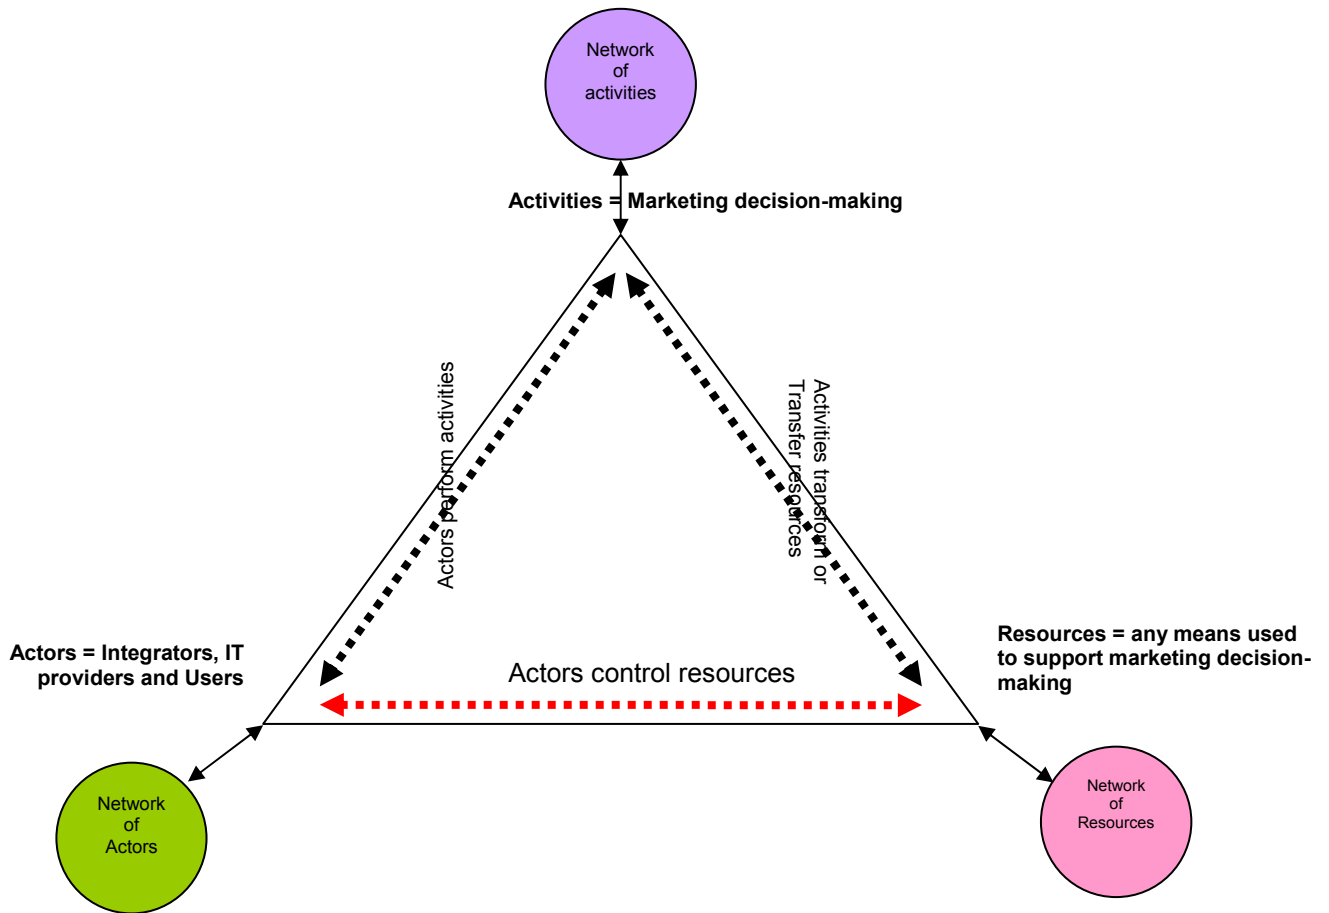 Network
of
activities
Activities = Marketing decision-making
Actors perform activities
Activities transform or
Transfer resources
Actors = Integrators, IT
providers and Users
Actors control resources
Resources = any means used
to support marketing decision-
making
Network
of
Actors
Network
of
Resources